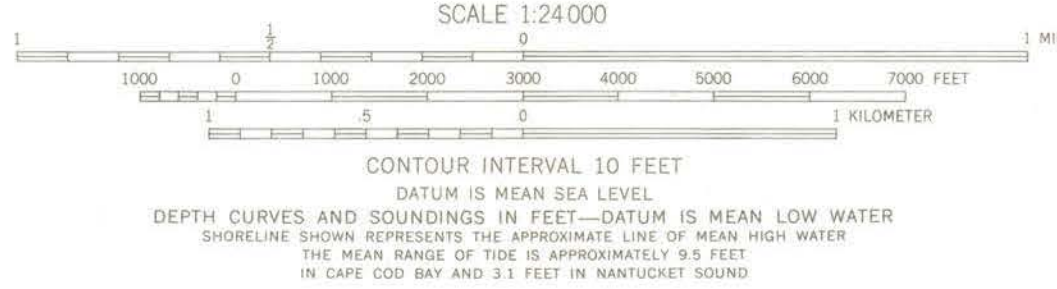 SCALE 1:24 000
1 ½ 0 1 MI
1000 0 1000 2000 3000 4000 5000 6000 7000 FEET
1 .5 0 1 KILOMETER
CONTOUR INTERVAL 10 FEET
DATUM IS MEAN SEA LEVEL
DEPTH CURVES AND SOUNDINGS IN FEET—DATUM IS MEAN LOW WATER
SHORELINE SHOWN REPRESENTS THE APPROXIMATE LINE OF MEAN HIGH WATER
THE MEAN RANGE OF TIDE IS APPROXIMATELY 9.5 FEET
IN CAPE COD BAY AND 3.1 FEET IN NANTUCKET SOUND